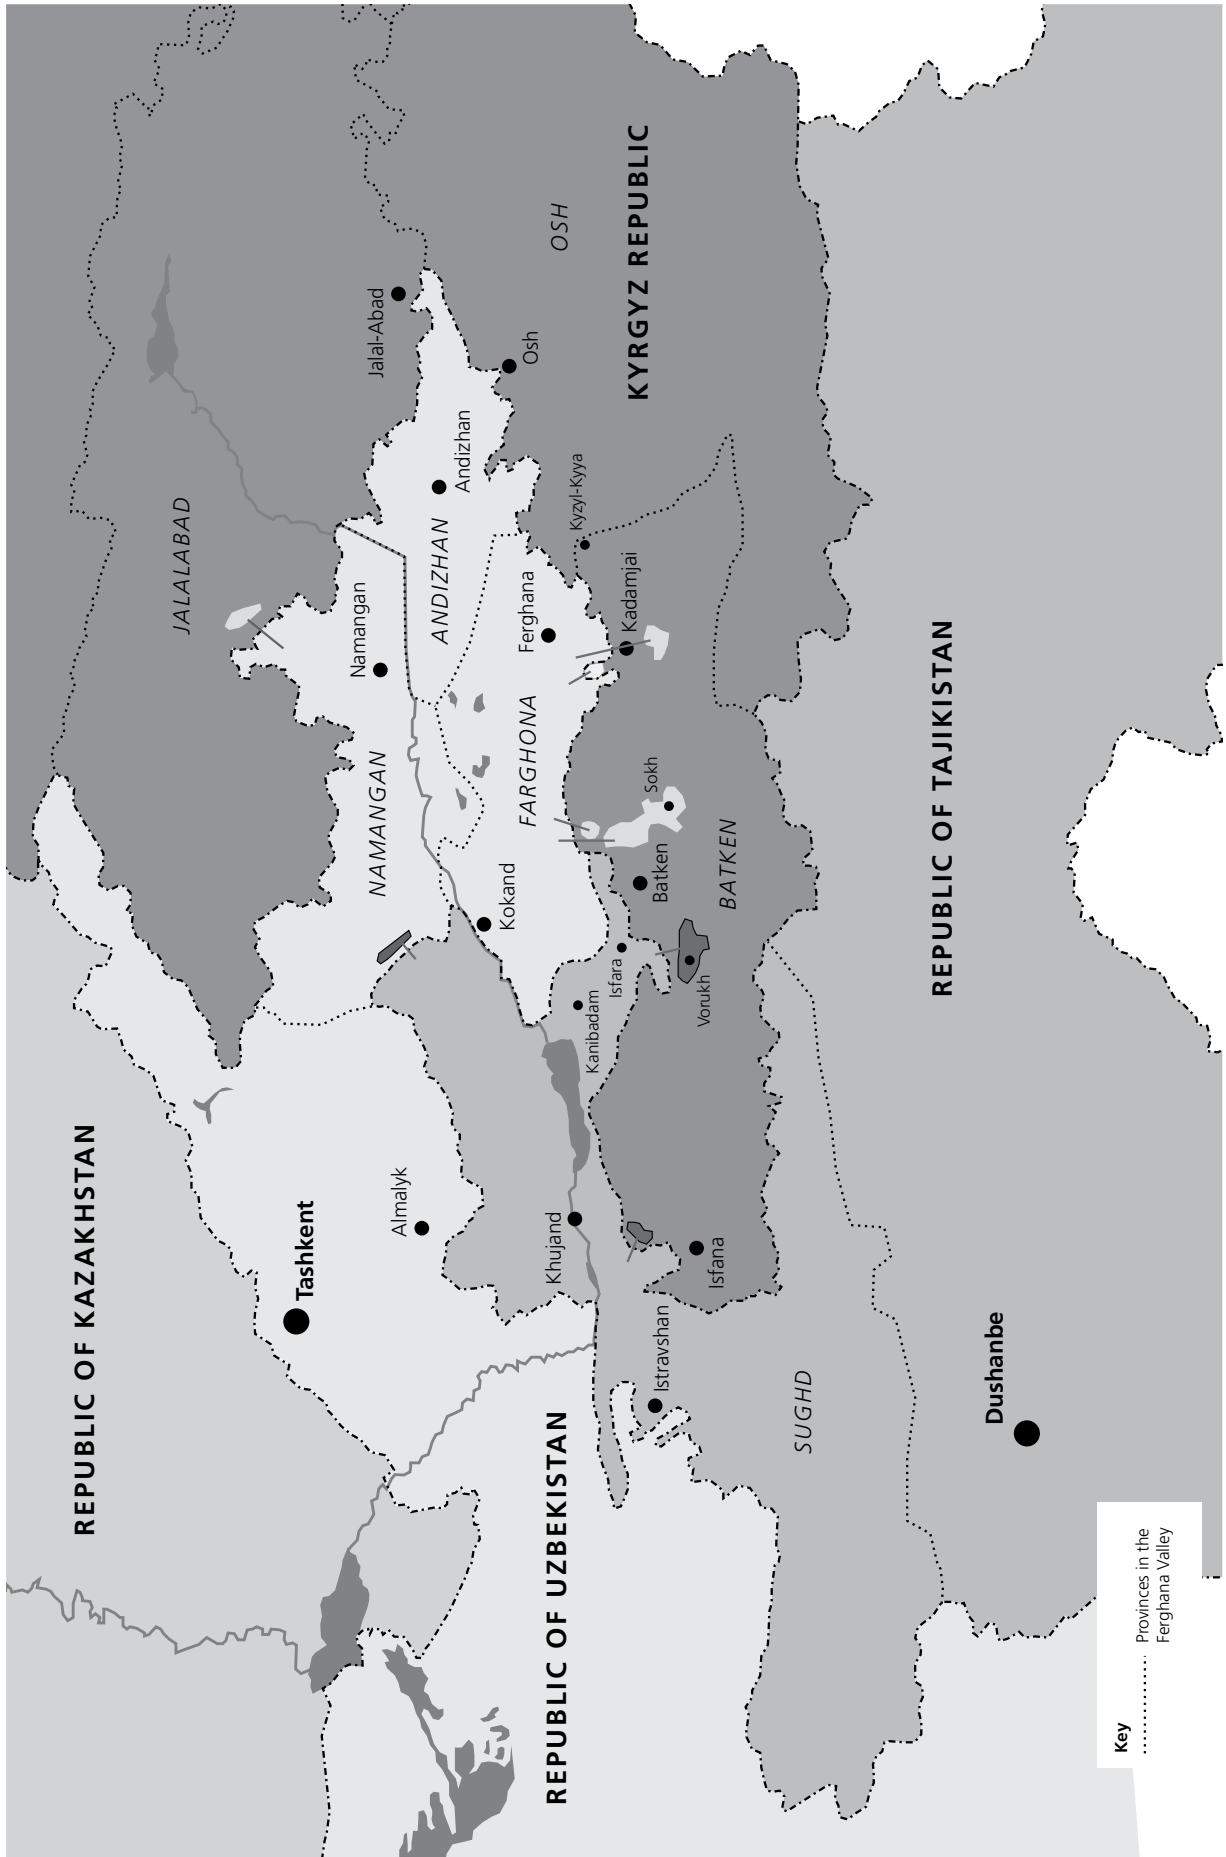 REPUBLIC OF KAZAKHSTAN
Tashkent
Almalyk
JALALABAD
Namangan
NAMANGAN
Jalal-Abad
Andizhan
ANDIZHAN
Osh
OSH
KYRGYZ REPUBLIC
Kyzyl-Kyya
Ferghana
FARGHONA
Kadamjai
Kokand
Sokh
Batken
BATKEN
Isfara
Vorukh
Kanibadam
Khujand
Isfana
Istravshan
REPUBLIC OF UZBEKISTAN
SUGHD
REPUBLIC OF TAJIKISTAN
Dushanbe
Key
Provinces in the
Ferghana Valley